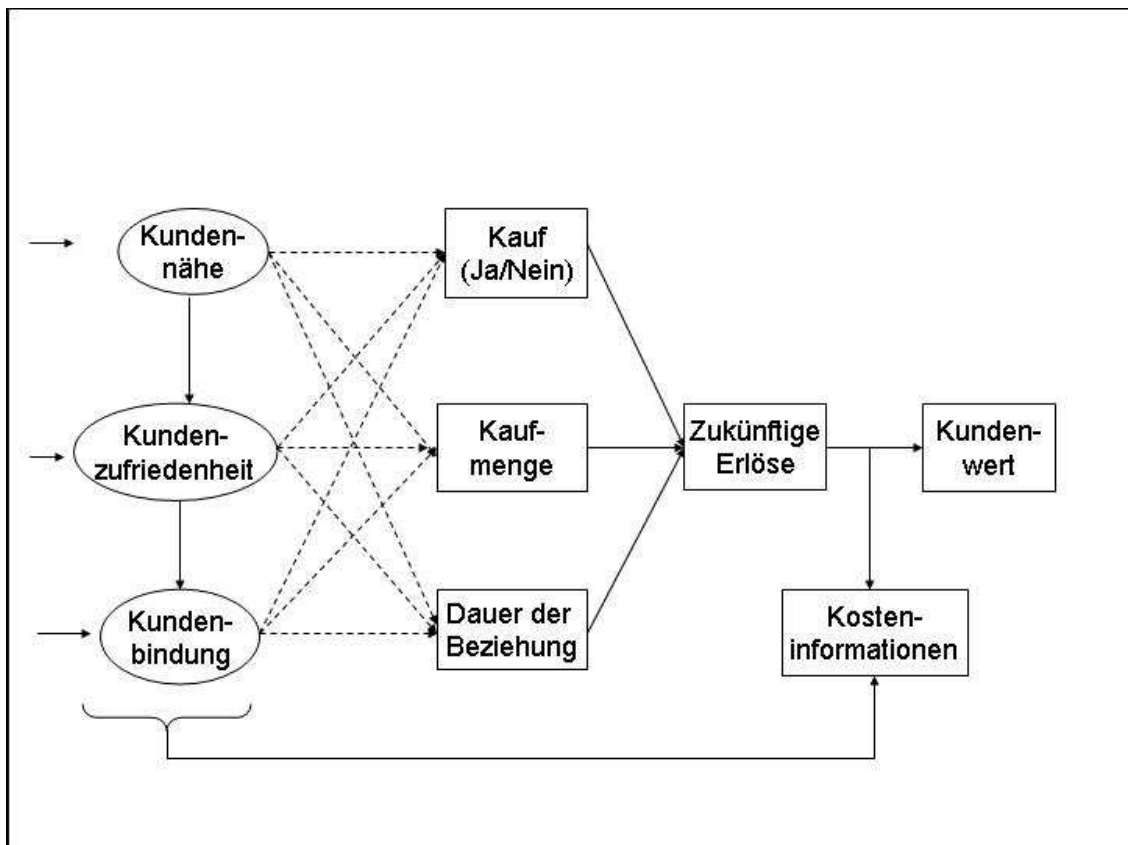 Kunden-
nähe
Kauf
(Ja/Nein)
Kunden-
zufriedenheit
Kauf-
menge
Zukünftige
Erlöse
Kunden-
wert
Kunden-
bindung
Dauer der
Beziehung
Kosten-
informationen